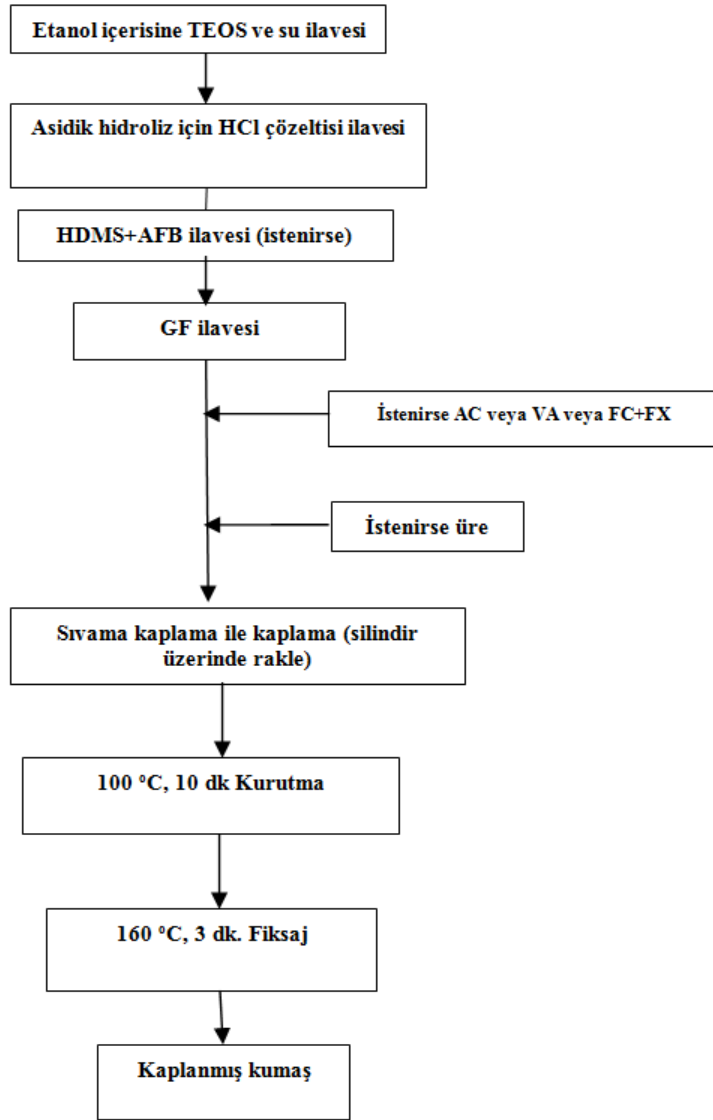 Etanol içerisine TEOS ve su ilavesi
Asidik hidroliz için HCl çözeltisi ilavesi
HDMS+AFB ilavesi (istenirse)
GF ilavesi
İstenirse AC veya VA veya FC+FX
İstenirse üre
Sıvama kaplama ile kaplama (silindir
üzerinde rakle)
100 ⁰C, 10 dk Kurutma
160 ⁰C, 3 dk. Fiksaj
Kaplanmış kumaş